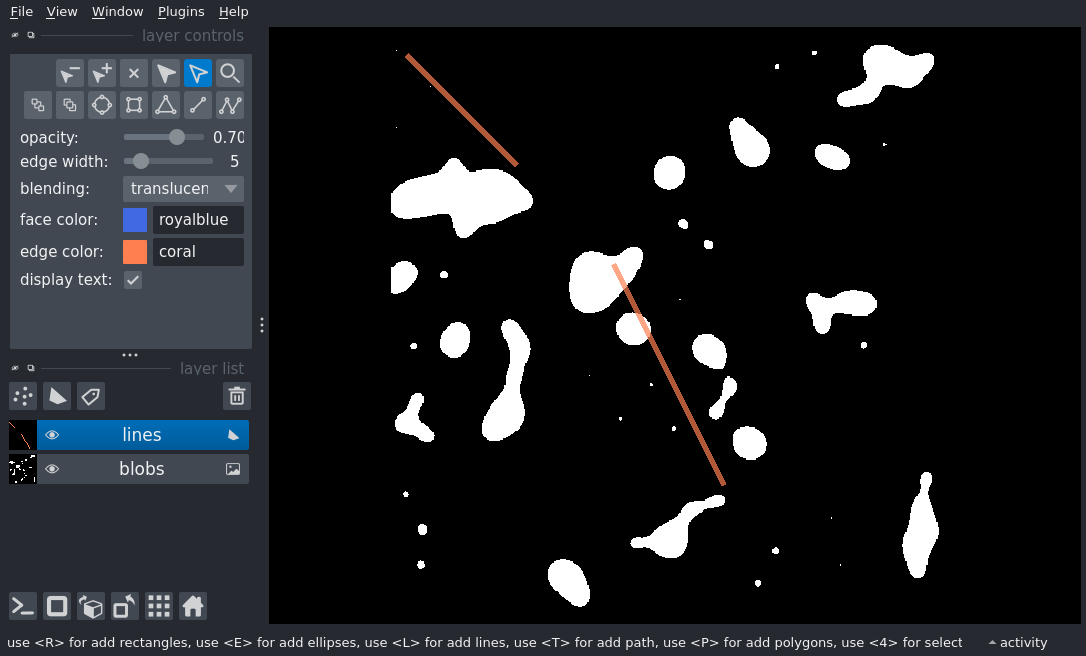 File View Window Plugins Help
layer controls
opacity: 0.70
edge width: 5
blending: translucen
face color: royalblue
edge color: coral
display text:
layer list
lines
blobs
use <R> for add rectangles, use <E> for add ellipses, use <L> for add lines, use <T> for add path, use <P> for add polygons, use <4> for select activity